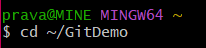 prava@MINE MINGW64 ~
$ cd ~/GitDemo